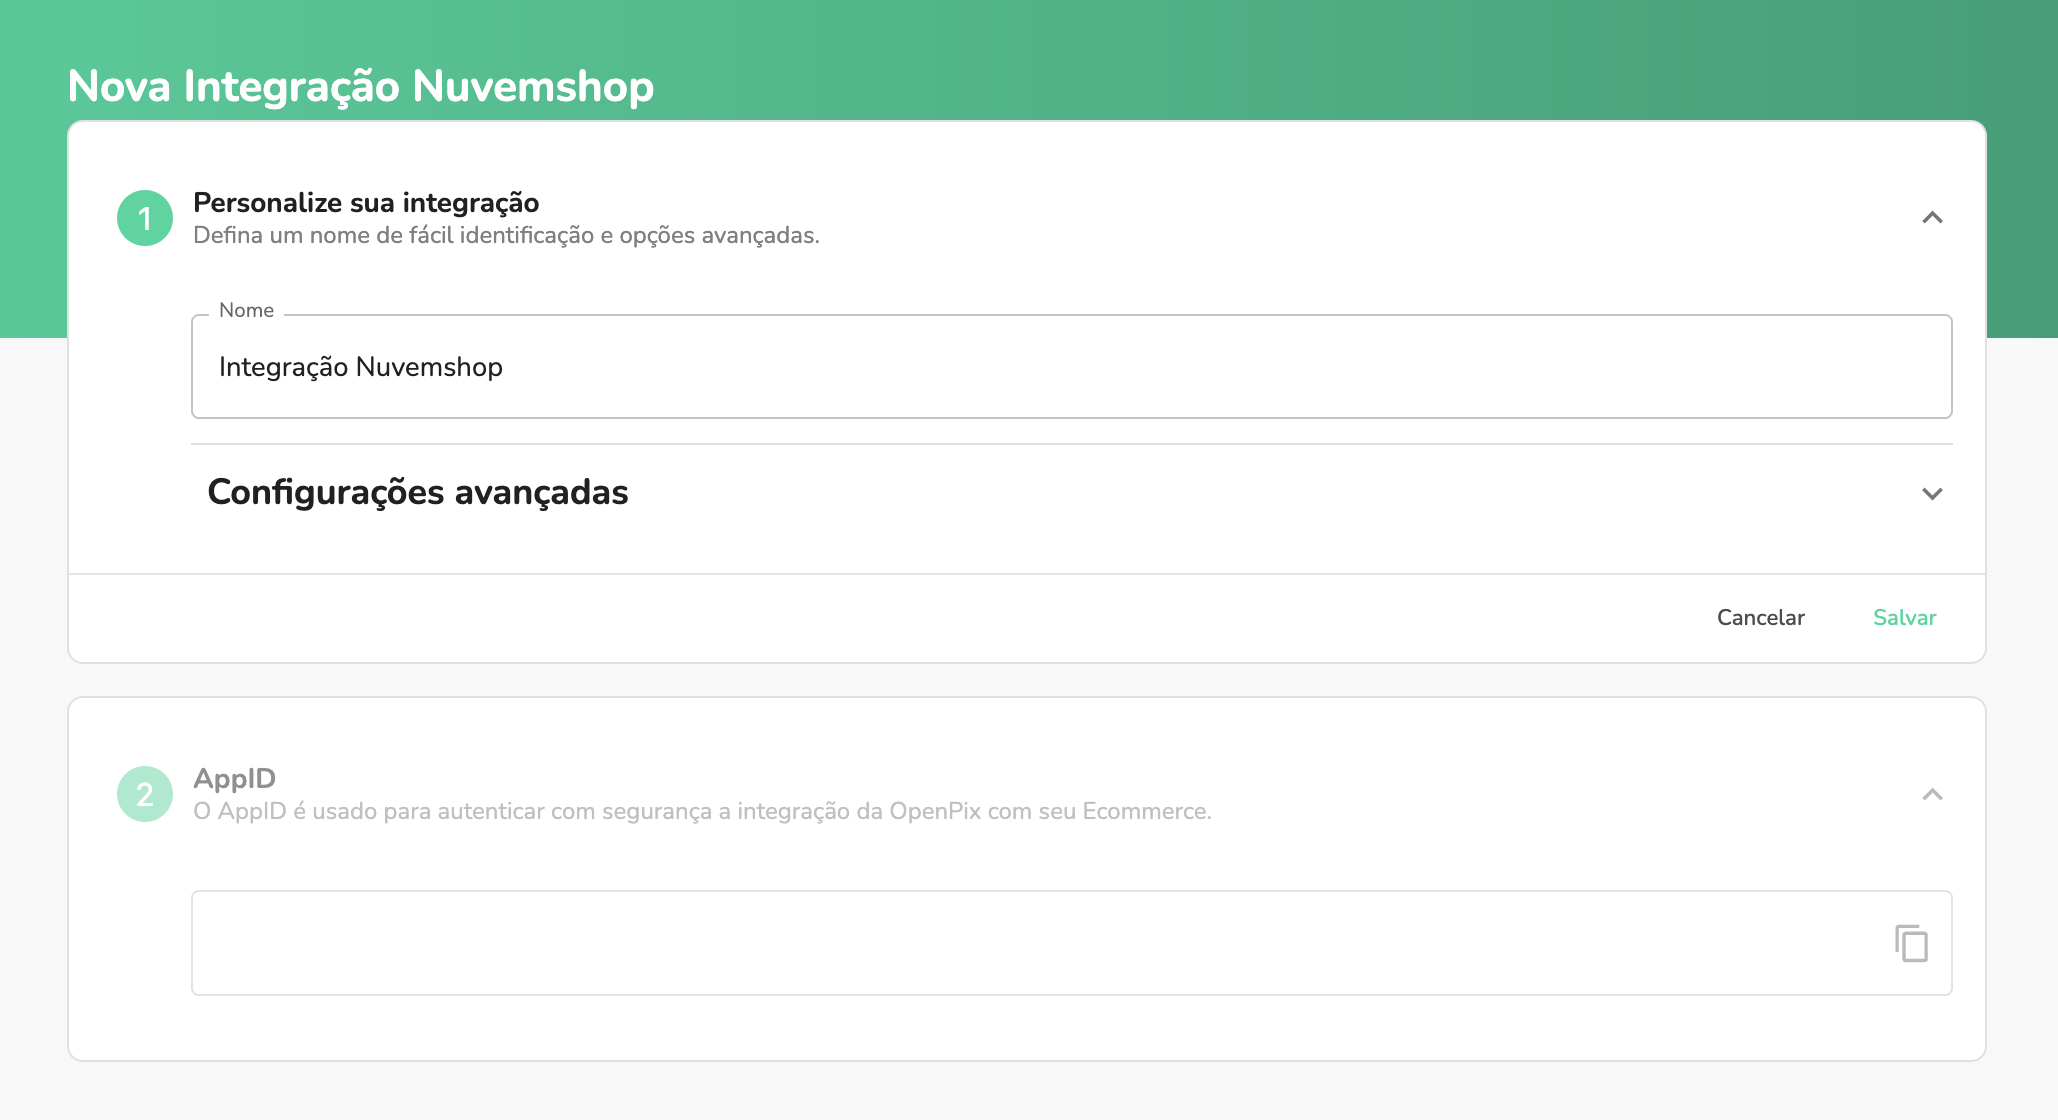 Nova Integração Nuvemshop
1
Personalize sua integração
Defina um nome de fácil identificação e opções avançadas.
Nome
Integração Nuvemshop
Configurações avançadas
Cancelar
Salvar
2
AppID
O AppID é usado para autenticar com segurança a integração da OpenPix com seu Ecommerce.